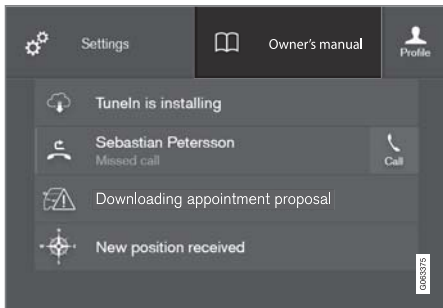 Settings
Owner's manual
Profile
TuneIn is installing
Sebastian Petersson
Missed call
Call
Downloading appointment proposal
New position received
G063375